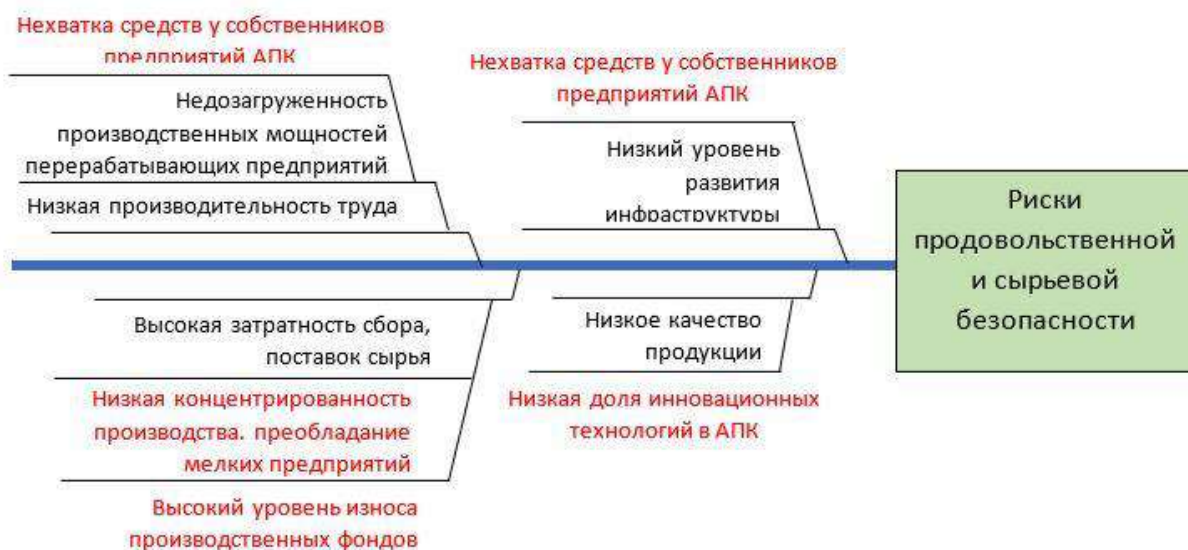 Нехватка средств у собственников
предприятий АПК
Недозагруженность
производственных мощностей
перерабатывающих предприятий
Низкая производительность труда
Нехватка средств у собственников
предприятий АПК
Низкий уровень
развития
инфраструктуры
Высокая затратность сбора,
поставок сырья
Низкая концентрированность
производства. преобладание
мелких предприятий
Высокий уровень износа
производственных фондов
Низкое качество
продукции
Низкая доля инновационных
технологий в АПК
Риски
продовольственной
и сырьевой
безопасности